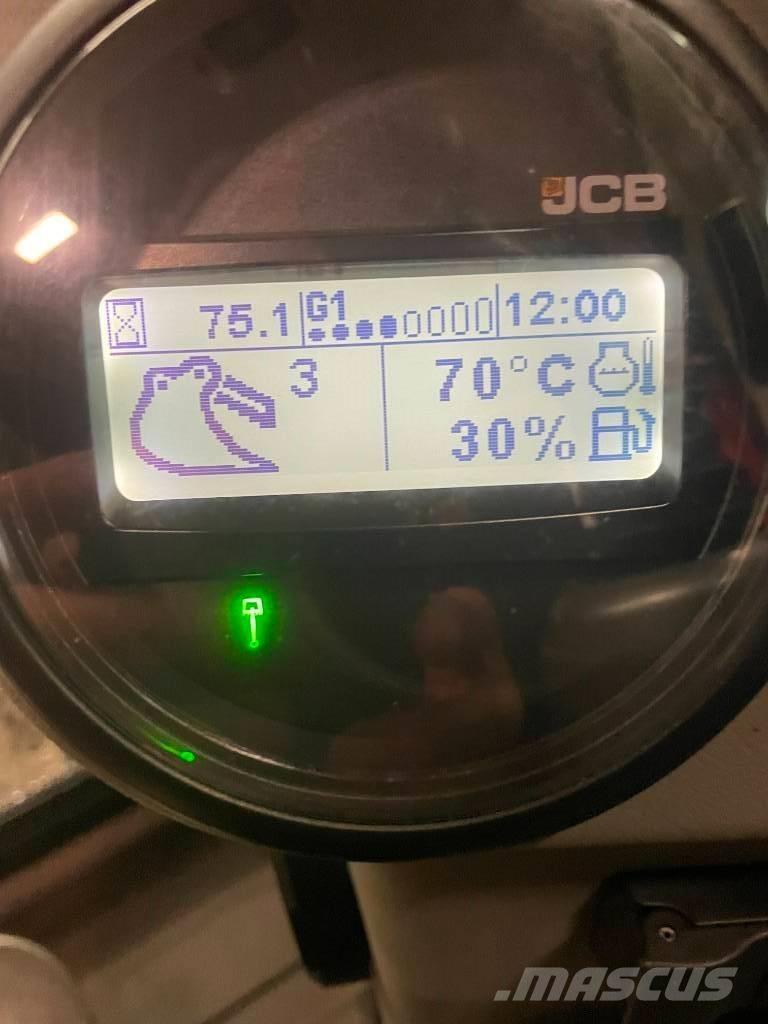 JCB
75.1 G1 12:00
3 70°C
30%
.MASCUS